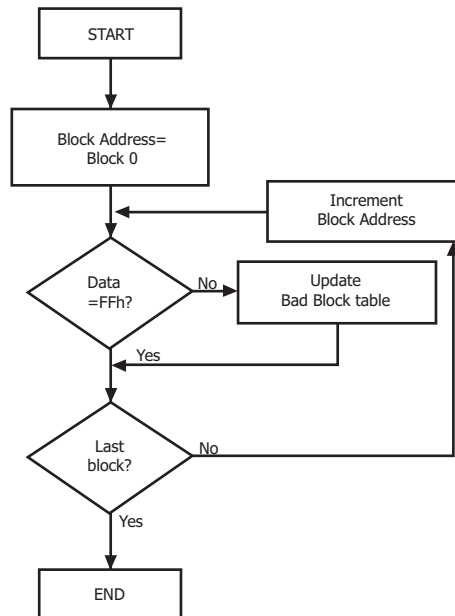 START
Block Address=
Block 0
Increment
Block Address
Data
=FFh?
No
Update
Bad Block table
Yes
Last
block?
No
Yes
END